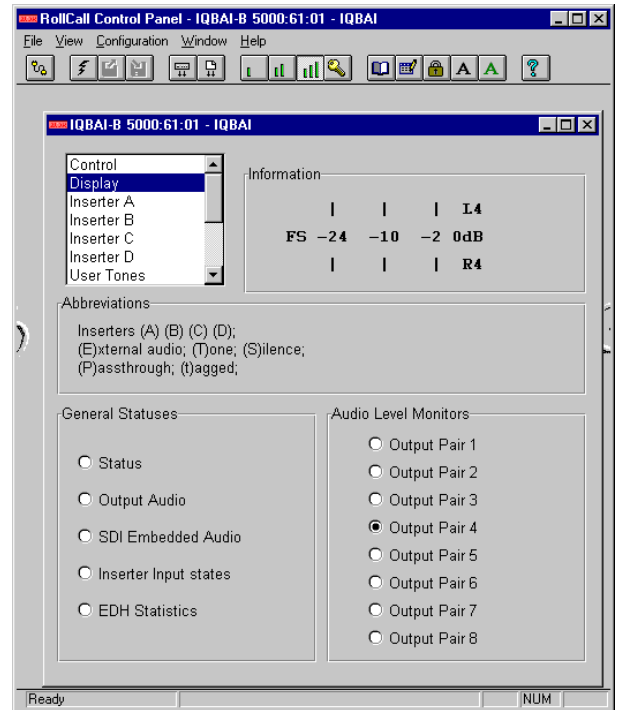 RollCall Control Panel - IQBAI-B 5000:61:01 - IQBAI
File View Configuration Window Help
A A ?
IQBAI-B 5000:61:01 - IQBAI
Control
Display
Inserter A
Inserter B
Inserter C
Inserter D
User Tones
Information
| | | L4
FS -24 -10 -2 0dB
| | | R4
Abbreviations
Inserters (A) (B) (C) (D);
(E)xternal audio; (T)one; (S)ilence;
(P)assthrough; (t)agged;
General Statuses
Status
Output Audio
SDI Embedded Audio
Inserter Input states
EDH Statistics
Audio Level Monitors
Output Pair 1
Output Pair 2
Output Pair 3
Output Pair 4
Output Pair 5
Output Pair 6
Output Pair 7
Output Pair 8
Ready NUM